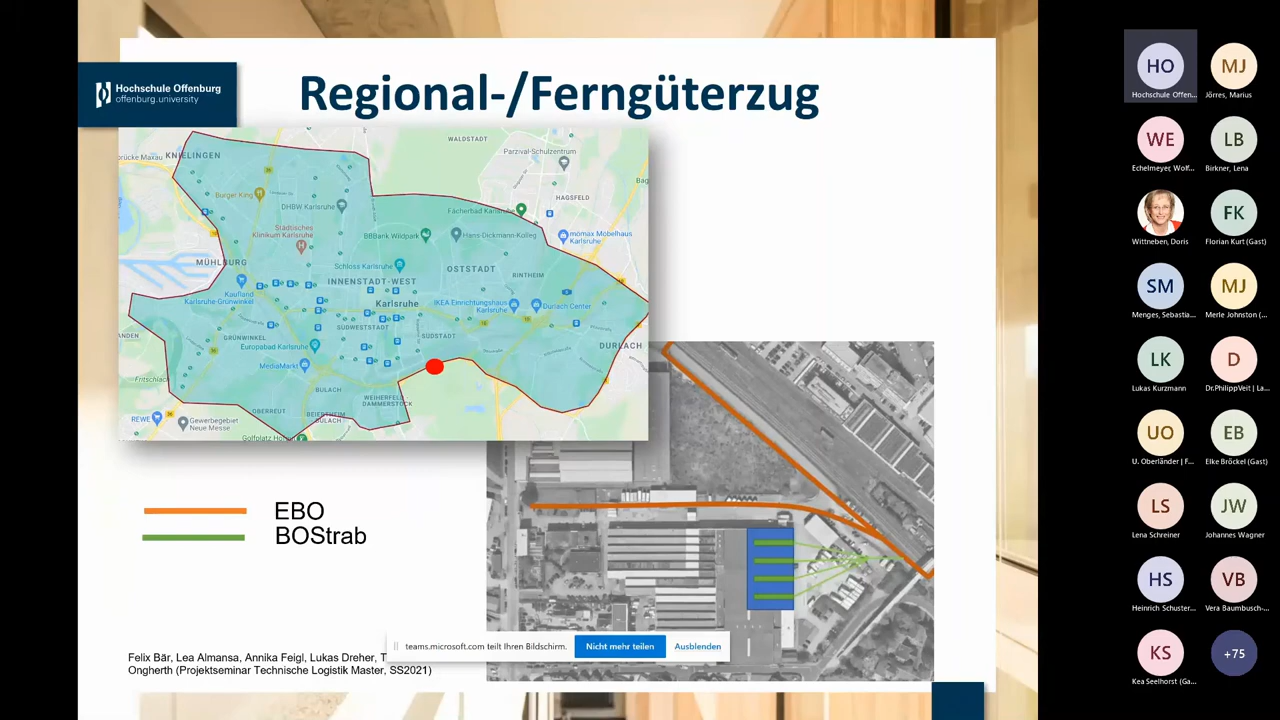 Hochschule Offenburg
offenburg.university
Regional-/Ferngüterzug
WALDSTADT
KNIELINGEN
Parzival-Schulzentrum
Burger King
HAGSFELD
DHBW Karlsruhe
Fächerbad Karlsruhe
Städtisches
Klinikum Karlsruhe
BBBank Wildpark
Hans-Dickmann-Kolleg
mömax Möbelhaus
Karlsruhe
MÜHLBURG
Schloss Karlsruhe
OSTSTADT
BINTHEIM
INNENSTADT-WEST
Kaufland
Karlsruhe-Grünwinkel
Karlsruhe
IKEA Einrichtungshaus
Karlsruhe
Durlach Center
SÜDWESTSTADT
SÜDSTADT
GRÜNWINKEL
Europabad Karlsruhe
DURLACH
MediaMarkt
BULACH
WEIHERFELD-
DAMMERSTOCK
OBERREUT
BEIERTHEIM
BULACH
REWE
Gewerbegebiet
Neue Messe
EBO
BOStrab
teams.microsoft.com teilt Ihren Bildschirm.
Nicht mehr teilen
Ausblenden
Felix Bär, Lea Almansa, Annika Feigl, Lukas Dreher, T
Ongherth (Projektseminar Technische Logistik Master, SS2021)
HO
MJ
Hochschule Offen...
Jörres, Marius
WE
LB
Echelmeyer, Wolf...
Birkner, Lena
FK
Wittneben, Doris
Florian Kurt (Gast)
SM
MJ
Menges, Sebastia...
Merle Johnston (...
LK
D
Lukas Kurzmann
Dr.PhilippVeit | La...
UO
EB
U. Oberländer | F...
Elke Bröckel (Gast)
LS
JW
Lena Schreiner
Johannes Wagner
HS
VB
Heinrich Schuster...
Vera Baumbusch-...
KS
+75
Kea Seelhorst (Ga...